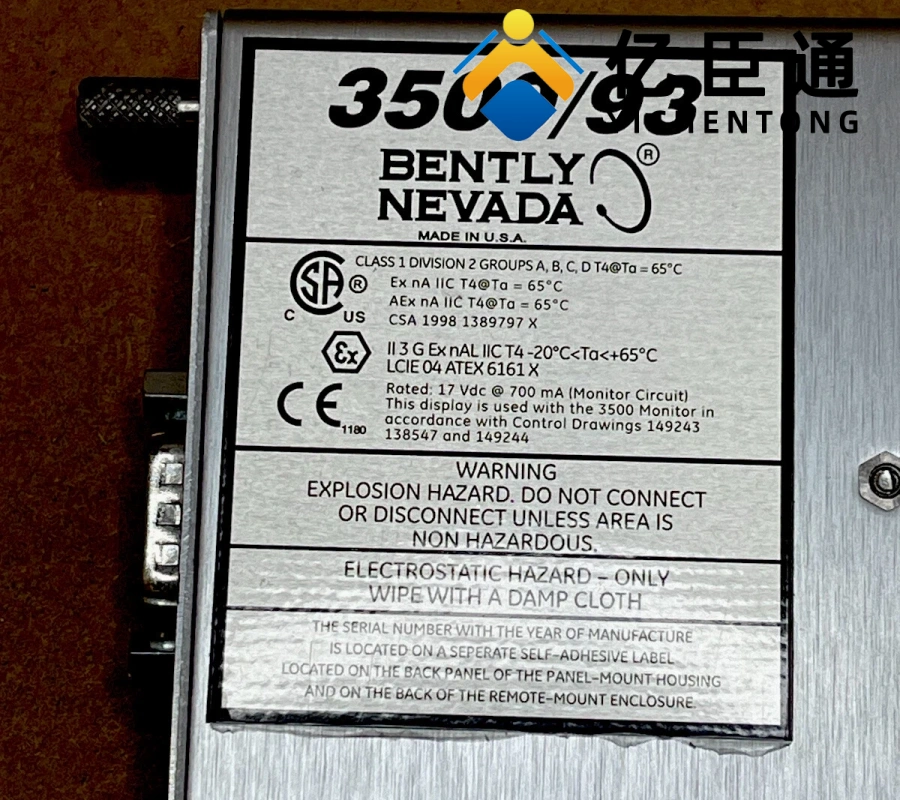 3500/93
亿臣通
YICHENTONG
BENTLY ®
NEVADA
MADE IN U.S.A.
CLASS 1 DIVISION 2 GROUPS A, B, C, D T4@Ta = 65°C
Ex nA IIC T4@Ta = 65°C
AEx nA IIC T4@Ta = 65°C
CSA 1998 1389797 X
SA ®
C US
Ex
II 3 G Ex nAL IIC T4 -20°C<Ta<+65°C
LCIE 04 ATEX 6161 X
CE 1180
Rated: 17 Vdc @ 700 mA (Monitor Circuit)
This display is used with the 3500 Monitor in
accordance with Control Drawings 149243
138547 and 149244
WARNING
EXPLOSION HAZARD. DO NOT CONNECT
OR DISCONNECT UNLESS AREA IS
NON HAZARDOUS.
ELECTROSTATIC HAZARD – ONLY
WIPE WITH A DAMP CLOTH
THE SERIAL NUMBER WITH THE YEAR OF MANUFACTURE
IS LOCATED ON A SEPERATE SELF-ADHESIVE LABEL
LOCATED ON THE BACK PANEL OF THE PANEL-MOUNT HOUSING
AND ON THE BACK OF THE REMOTE-MOUNT ENCLOSURE.